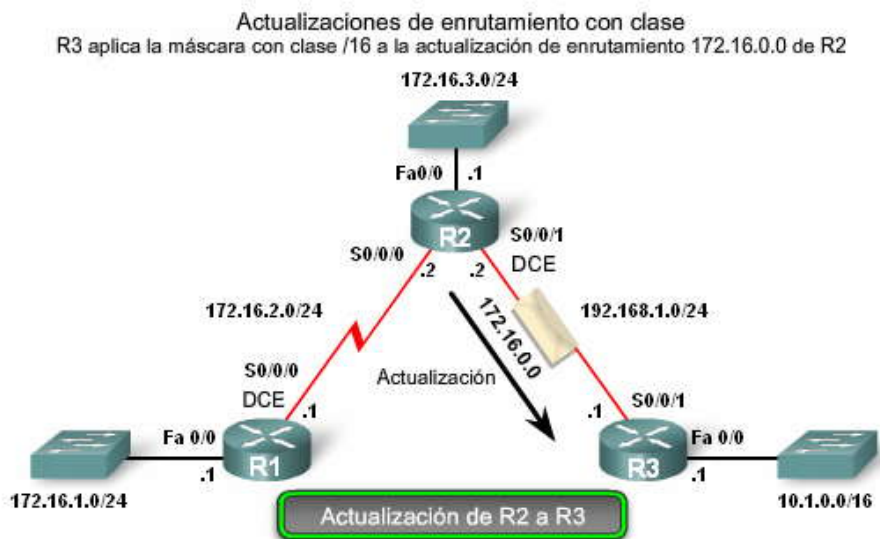 Actualizaciones de enrutamiento con clase
R3 aplica la máscara con clase /16 a la actualización de enrutamiento 172.16.0.0 de R2
172.16.3.0/24
Fa0/0
.1
R2
S0/0/0
.2
.2
S0/0/1
DCE
172.16.2.0/24
172.16.0.0
192.168.1.0/24
Actualización
S0/0/0
DCE
.1
.1
S0/0/1
Fa 0/0
.1
R1
R3
Fa 0/0
.1
172.16.1.0/24
10.1.0.0/16
Actualización de R2 a R3